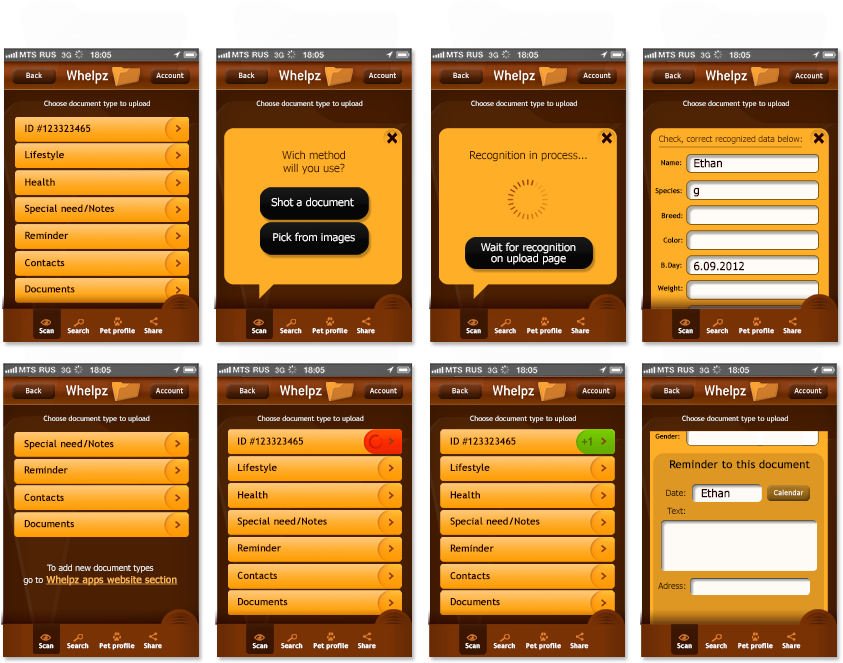 MTS RUS 3G 18:05
Back Whelpz Account
Choose document type to upload
ID #123323465
Lifestyle
Health
Special need/Notes
Reminder
Contacts
Documents
Scan Search Pet profile Share
MTS RUS 3G 18:05
Back Whelpz Account
Choose document type to upload
Wich method
will you use?
Shot a document
Pick from images
Scan Search Pet profile Share
MTS RUS 3G 18:05
Back Whelpz Account
Choose document type to upload
Recognition in process...
Wait for recognition
on upload page
Scan Search Pet profile Share
MTS RUS 3G 18:05
Back Whelpz Account
Choose document type to upload
Check, correct recognized data below:
Name: Ethan
Species: g
Breed:
Color:
B.Day: 6.09.2012
Weight:
Scan Search Pet profile Share
MTS RUS 3G 18:05
Back Whelpz Account
Choose document type to upload
Special need/Notes
Reminder
Contacts
Documents
To add new document types
go to Whelpz apps website section
Scan Search Pet profile Share
MTS RUS 3G 18:05
Back Whelpz Account
Choose document type to upload
ID #123323465
Lifestyle
Health
Special need/Notes
Reminder
Contacts
Documents
Scan Search Pet profile Share
MTS RUS 3G 18:05
Back Whelpz Account
Choose document type to upload
ID #123323465 +1
Lifestyle
Health
Special need/Notes
Reminder
Contacts
Documents
Scan Search Pet profile Share
MTS RUS 3G 18:05
Back Whelpz Account
Choose document type to upload
Gender:
Reminder to this document
Date: Ethan Calendar
Text:
Adress:
Scan Search Pet profile Share